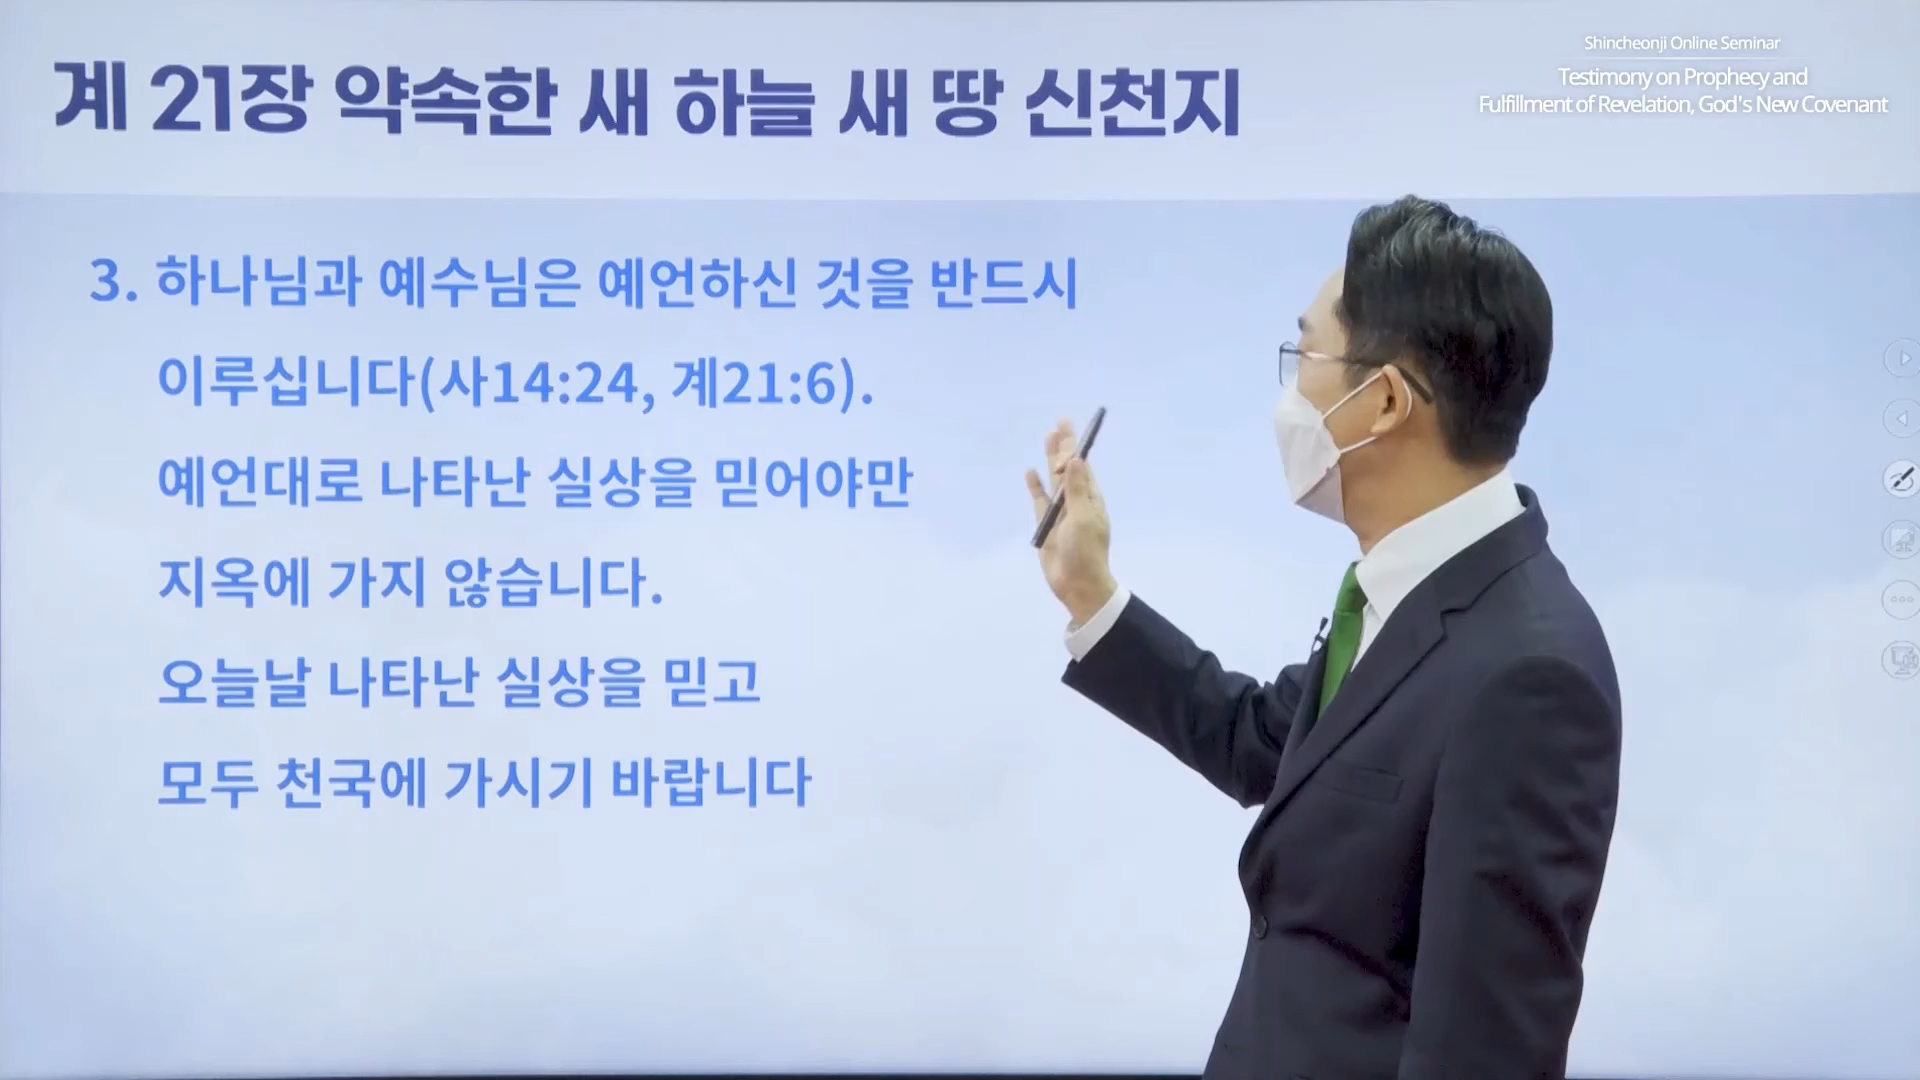 계 21장 약속한 새 하늘 새 땅 신천지
Shincheonji Online Seminar
Testimony on Prophecy and
Fulfillment of Revelation, God's New Covenant
3. 하나님과 예수님은 예언하신 것을 반드시
이루십니다(사14:24, 계21:6).
예언대로 나타난 실상을 믿어야만
지옥에 가지 않습니다.
오늘날 나타난 실상을 믿고
모두 천국에 가시기 바랍니다